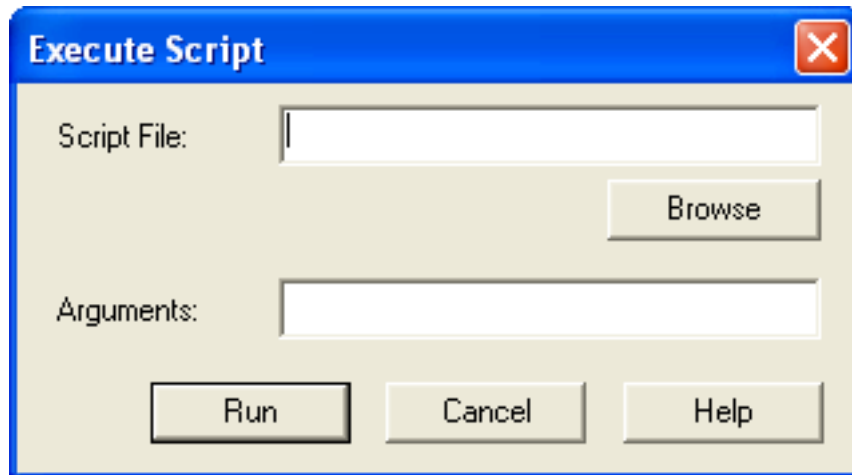 Execute Script
Script File:
Browse
Arguments:
Run Cancel Help